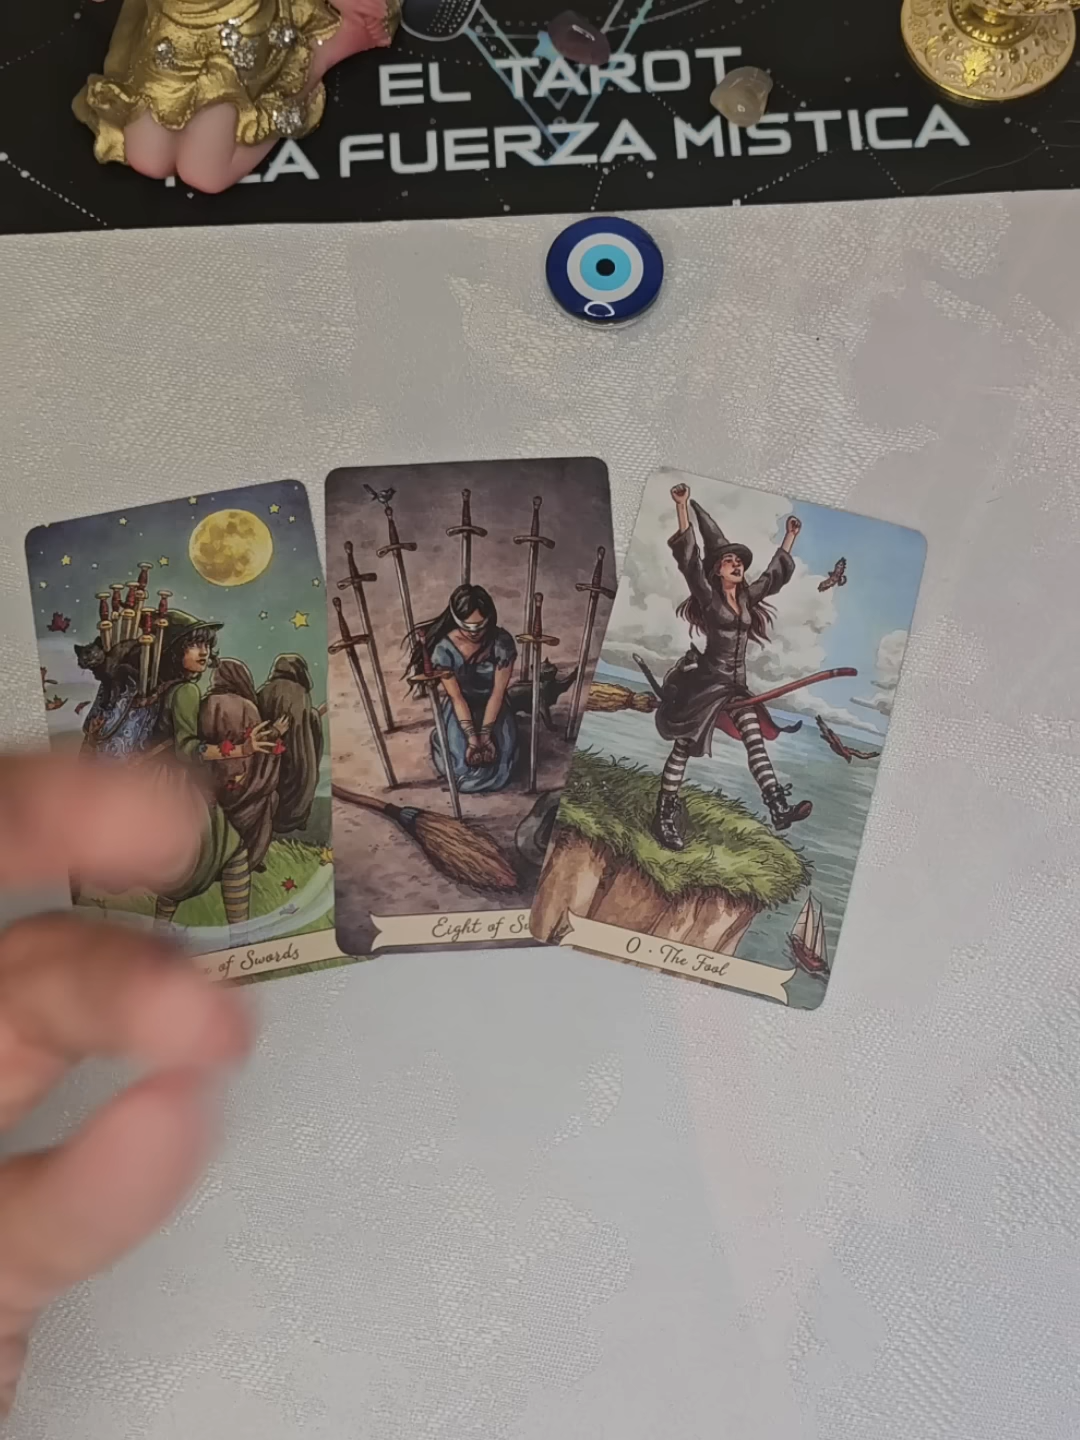 EL TAROT
LA FUERZA MISTICA
of Swords
Eight of
0 · The Fool